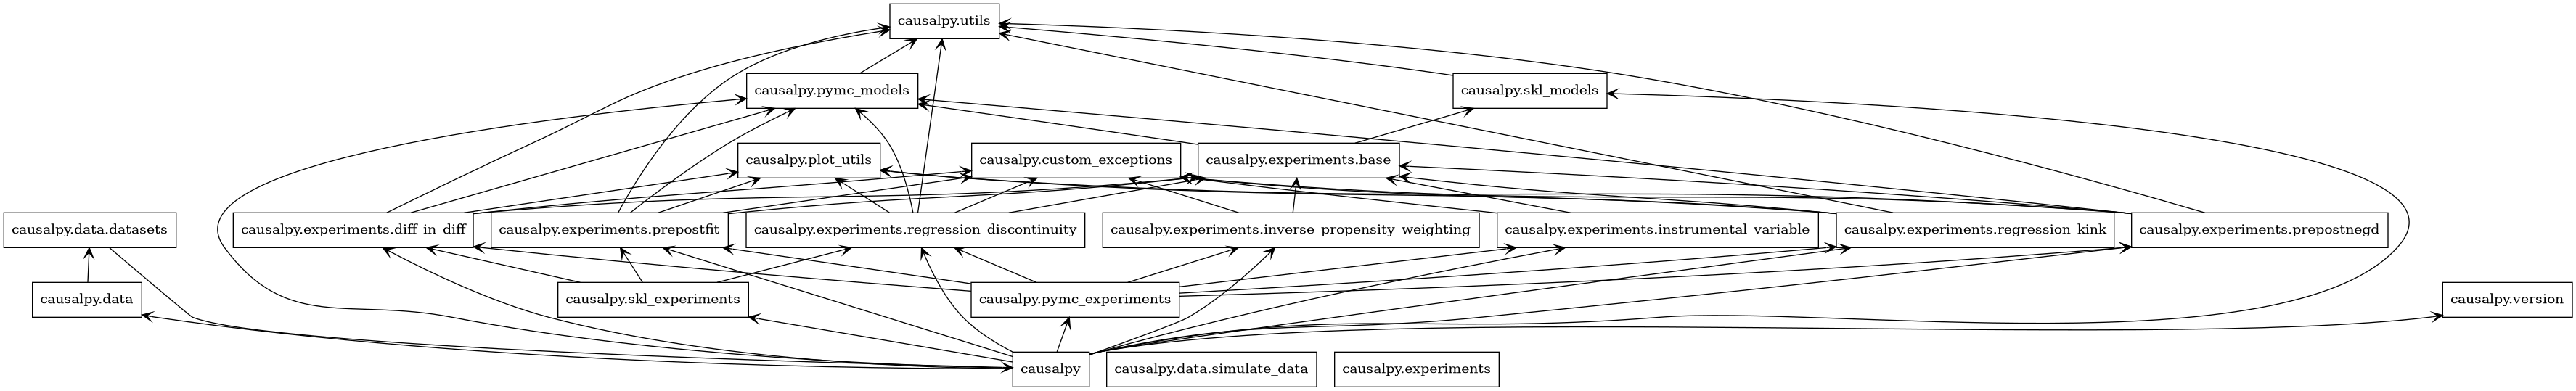 causalpy.utils
causalpy.pymc_models
causalpy.skl_models
causalpy.plot_utils
causalpy.custom_exceptions
causalpy.experiments.base
causalpy.data.datasets
causalpy.experiments.diff_in_diff
causalpy.experiments.prepostfit
causalpy.experiments.regression_discontinuity
causalpy.experiments.inverse_propensity_weighting
causalpy.experiments.instrumental_variable
causalpy.experiments.regression_kink
causalpy.experiments.prepostnegd
causalpy.data
causalpy.skl_experiments
causalpy.pymc_experiments
causalpy.version
causalpy
causalpy.data.simulate_data
causalpy.experiments